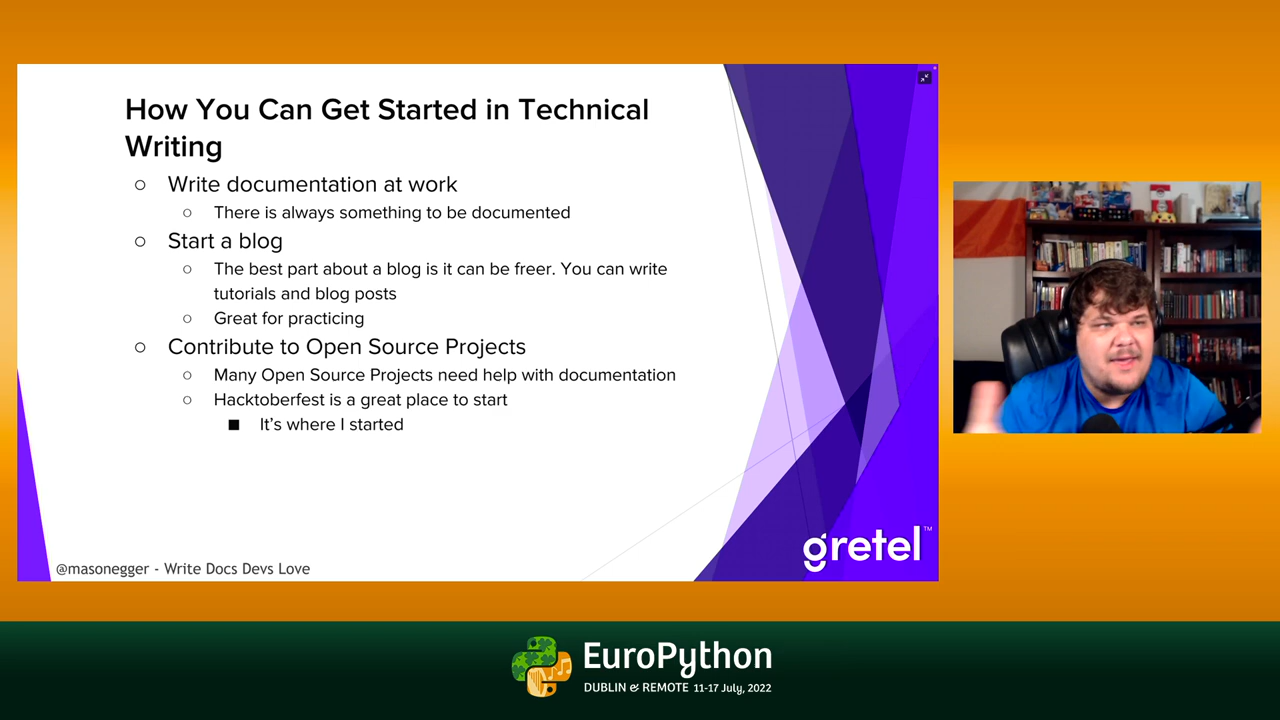 How You Can Get Started in Technical
Writing
○ Write documentation at work
○ There is always something to be documented
○ Start a blog
○ The best part about a blog is it can be freer. You can write
tutorials and blog posts
○ Great for practicing
○ Contribute to Open Source Projects
○ Many Open Source Projects need help with documentation
○ Hacktoberfest is a great place to start
■ It’s where I started
gretel™
@masonegger - Write Docs Devs Love
EuroPython
DUBLIN & REMOTE 11-17 July, 2022